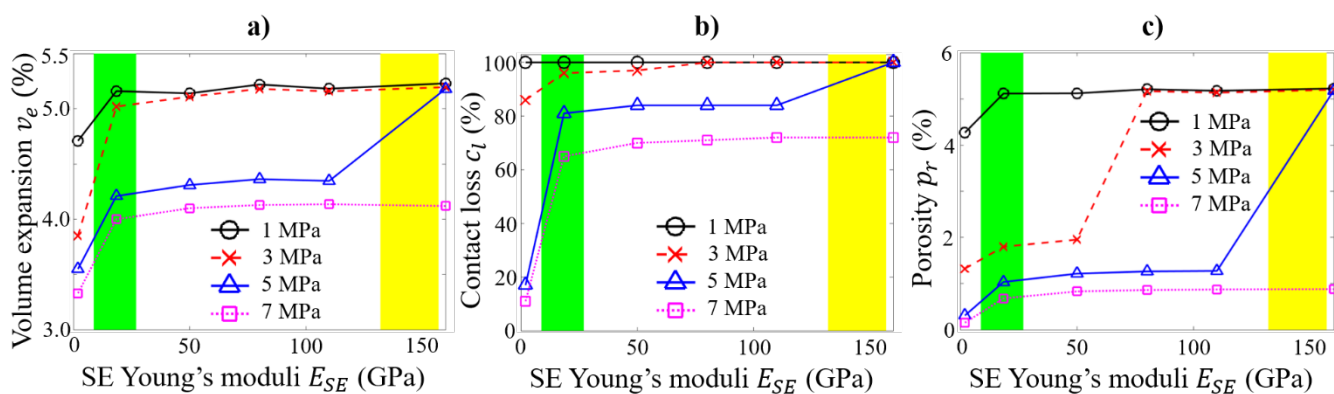 a)
5.5
5.0
4.0
3.0
0
50
100
150
Volume expansion v_e (%)
SE Young's moduli E_SE (GPa)
1 MPa
3 MPa
5 MPa
7 MPa
b)
100
80
60
40
20
0
0
50
100
150
Contact loss c_l (%)
SE Young's moduli E_SE (GPa)
1 MPa
3 MPa
5 MPa
7 MPa
c)
6
4
2
0
0
50
100
150
Porosity p_r (%)
SE Young's moduli E_SE (GPa)
1 MPa
3 MPa
5 MPa
7 MPa